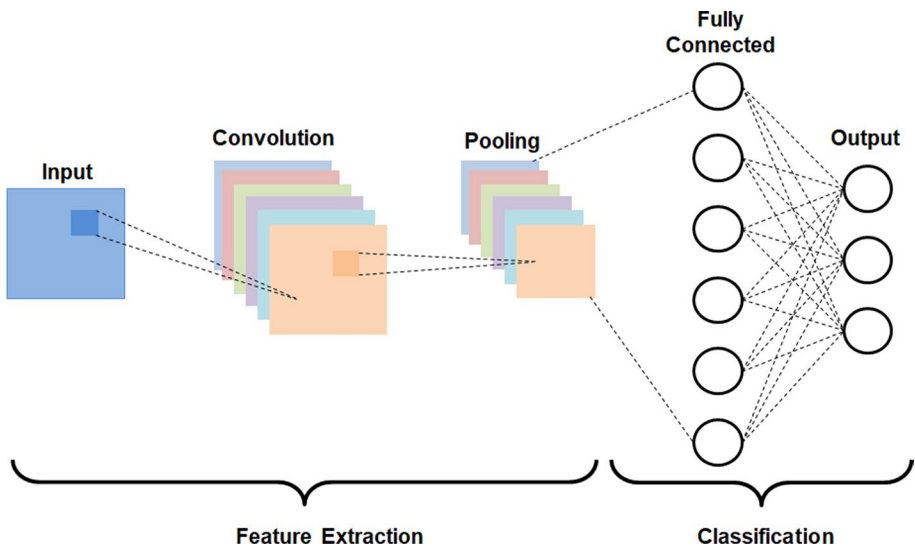 Fully
Connected
Convolution
Pooling
Output
Input
Feature Extraction
Classification